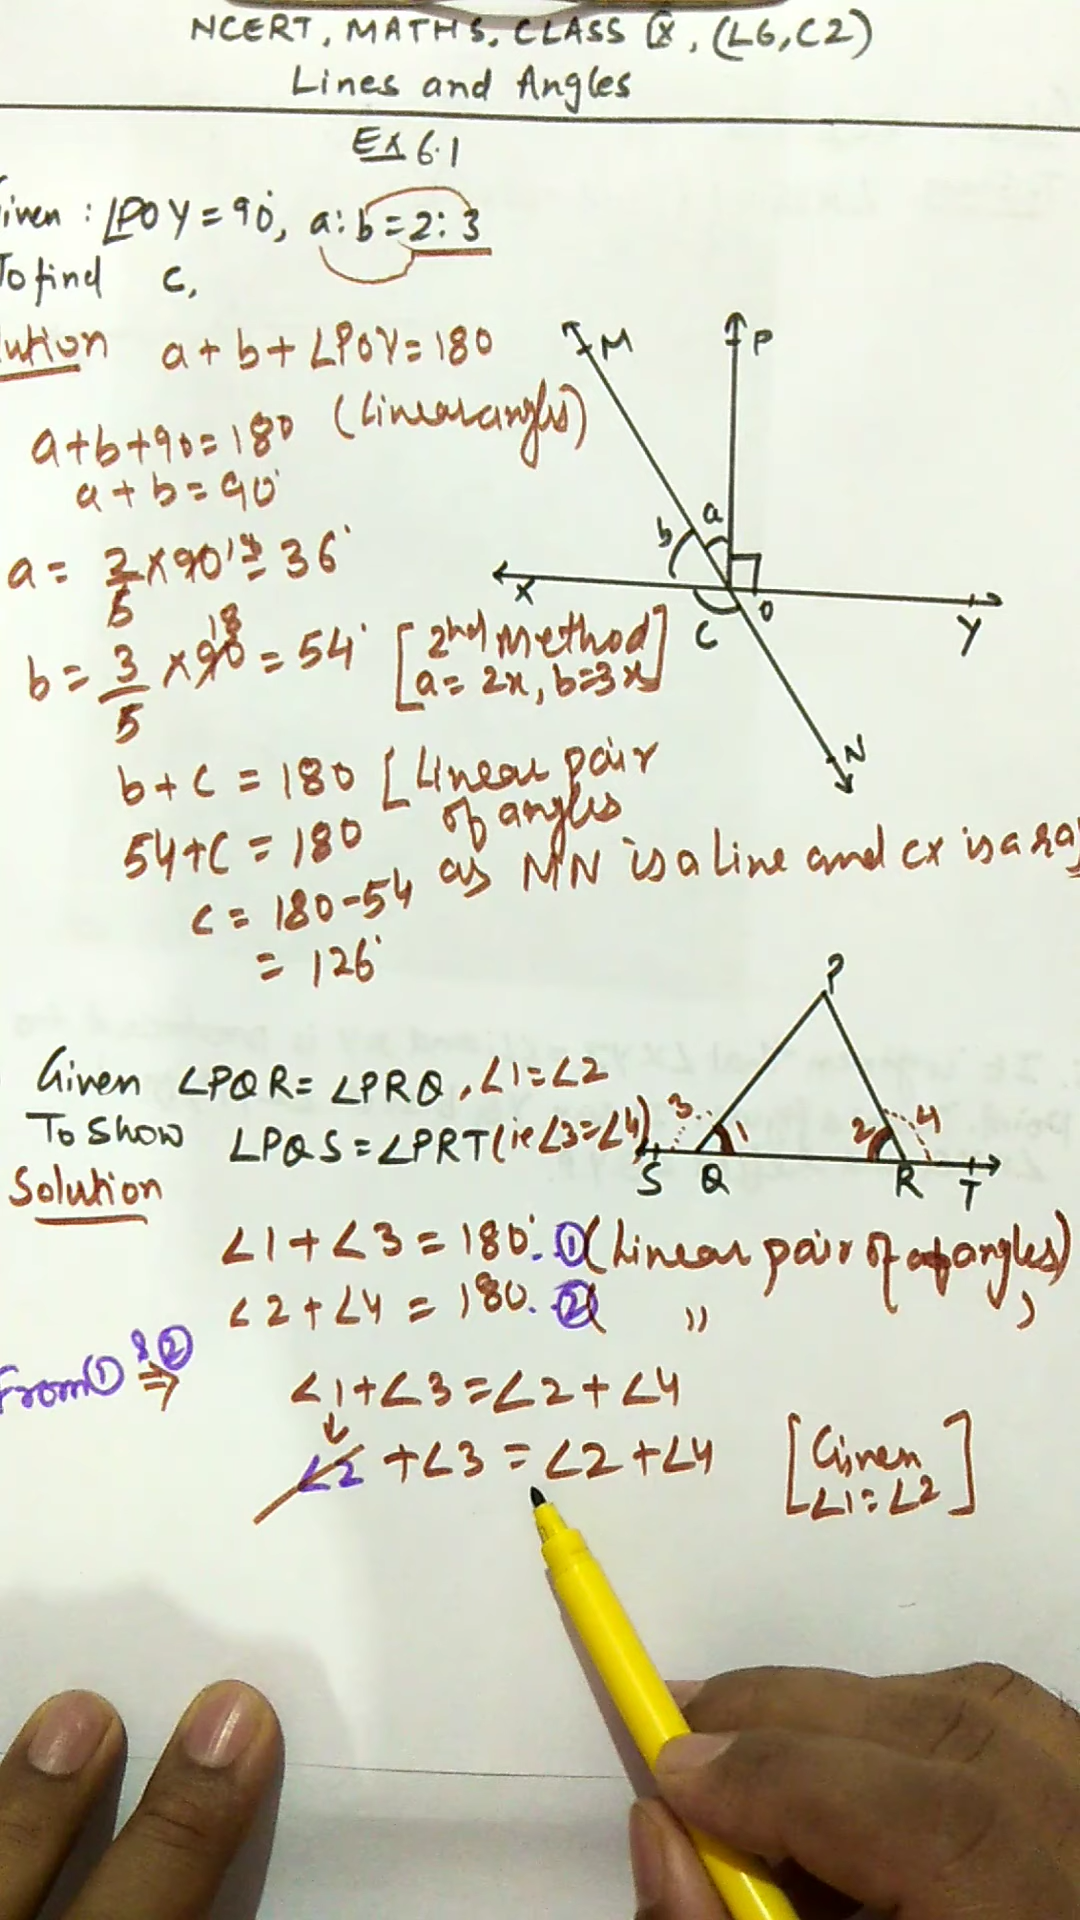 NCERT, MATHS, CLASS IX, (L6, C2)
Lines and Angles
Ex 6.1
iven : ∠POY = 90°, a : b = 2 : 3
To find c,
lution a + b + ∠POY = 180
(Linear angles)
a + b + 90 = 180
a + b = 90°
a = 2/5 × 90 18 = 36°
b = 3/5 × 90 18 = 54° [2nd Method
a = 2x, b = 3x]
b + c = 180 [Linear pair
of angles
54 + c = 180
as MN is a line and cx is a ray
c = 180 - 54
= 126°
M
P
a
b
X
O
Y
C
N
Given ∠PQR = ∠PRQ, ∠1 = ∠2
To Show ∠PQS = ∠PRT (ie ∠3 = ∠4)
P
3 1 2 4
S Q R T
Solution
∠1 + ∠3 = 180°. ① (Linear pair of angles)
∠2 + ∠4 = 180. ② ( " )
From ① & ② ⇒
∠1 + ∠3 = ∠2 + ∠4
∠2 + ∠3 = ∠2 + ∠4 [Given
∠1 = ∠2]